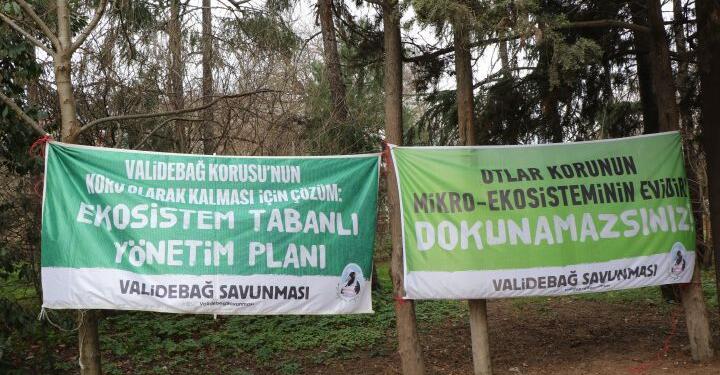 VALİDEBAĞ KORUSU'NUN
KORU OLARAK KALMASI İÇİN ÇÖZÜM:
EKOSİSTEM TABANLI
YÖNETİM PLANI
VALİDEBAĞ SAVUNMASI
ValidebagSavunmasi
OTLAR KORUNUN
MİKRO-EKOSİSTEMİNİN EVİDİR!
DOKUNAMAZSINIZ!
VALİDEBAĞ SAVUNMASI